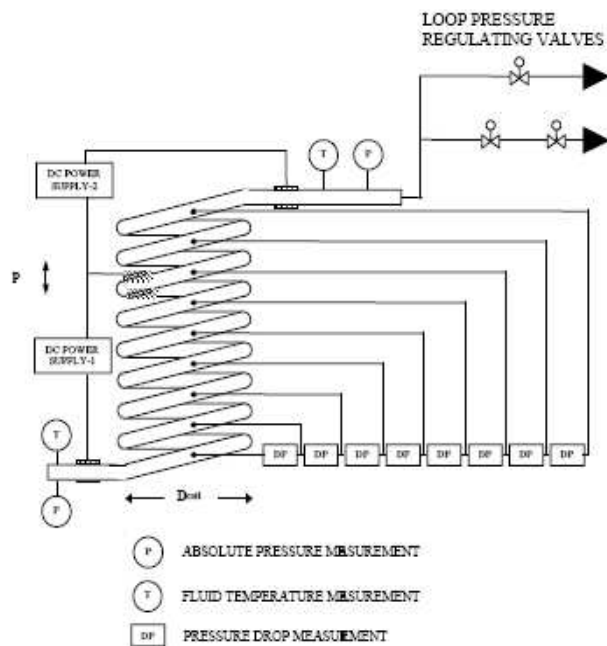 LOOP PRESSURE
REGULATING VALVES
T
P
DC POWER
SUPPLY-2
P
DC POWER
SUPPLY-1
T
P
DP DP DP DP DP DP DP DP
Dcoil
P ABSOLUTE PRESSURE MEASUREMENT
T FLUID TEMPERATURE MEASUREMENT
DP PRESSURE DROP MEASUREMENT